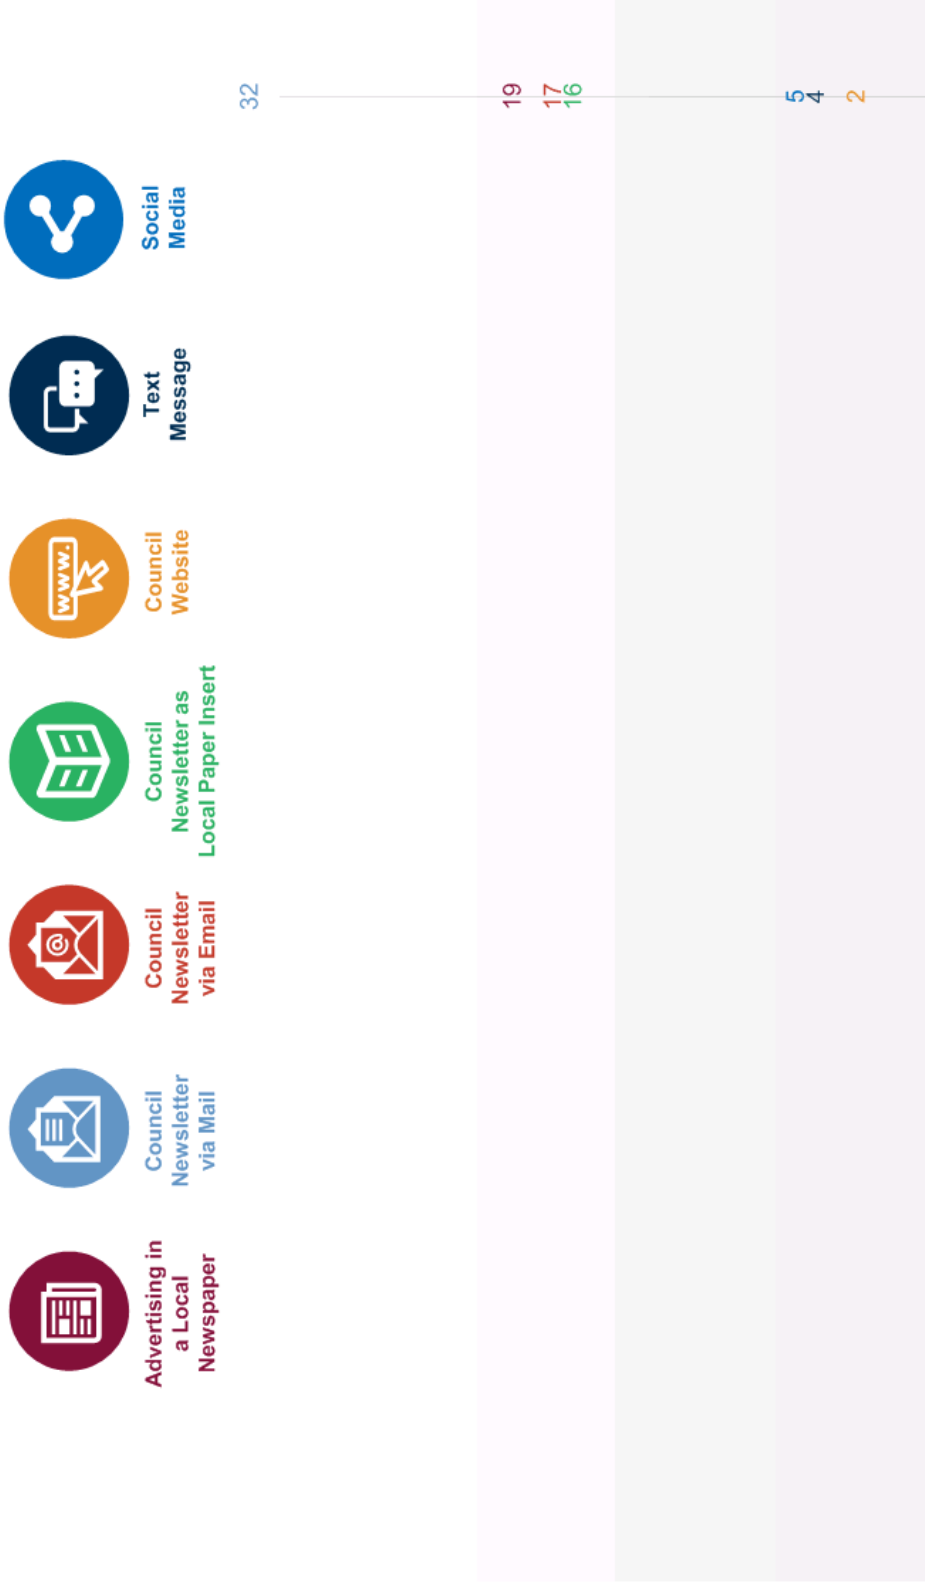 Advertising in
a Local
Newspaper
Council
Newsletter
via Mail
Council
Newsletter
via Email
Council
Newsletter as
Local Paper Insert
www.
Council
Website
Text
Message
Social
Media
32
19
17
16
5
4
2